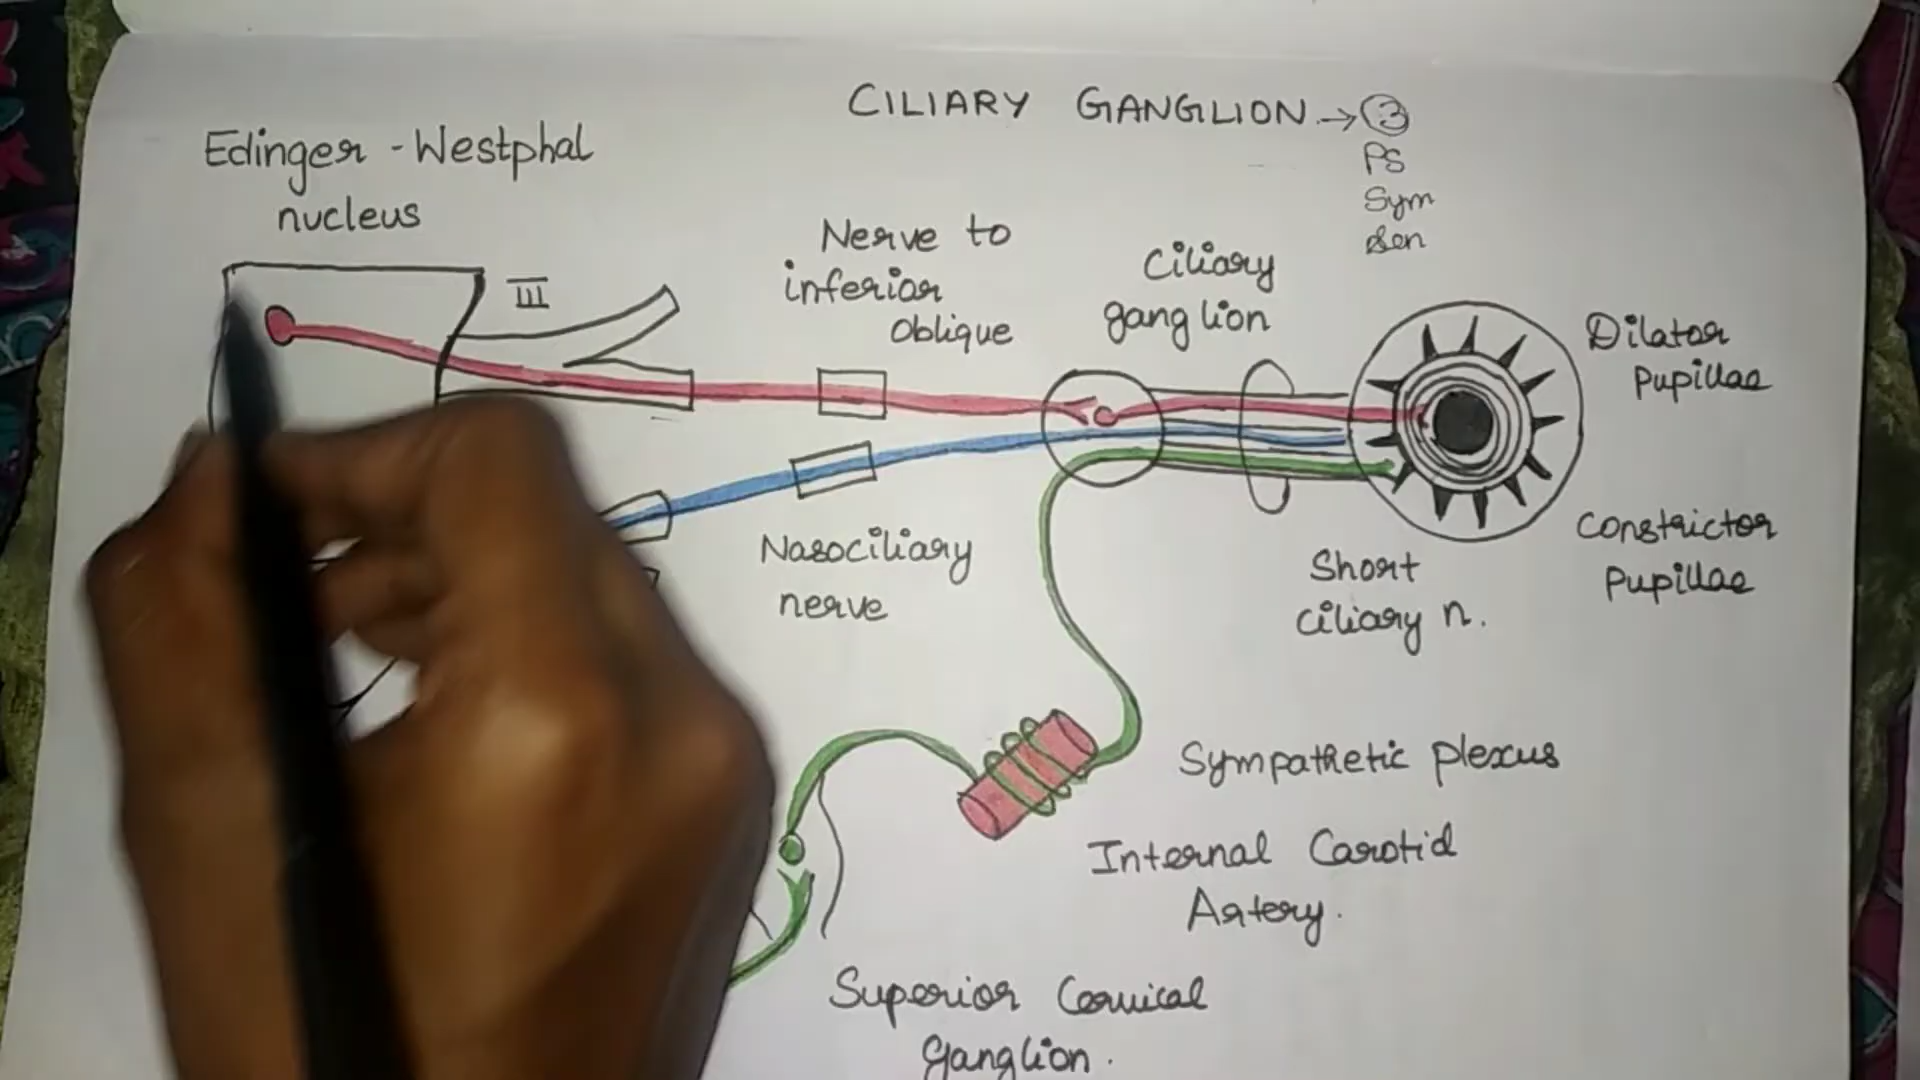 CILIARY GANGLION → ③
PS
Sym
Sen
Edinger - Westphal
nucleus
III
Nerve to
inferior
Oblique
Ciliary
ganglion
Dilator
Pupillae
Constrictor
Pupillae
Nasociliary
nerve
Short
ciliary n.
Sympathetic Plexus
Internal Carotid
Artery.
Superior Cervical
Ganglion.